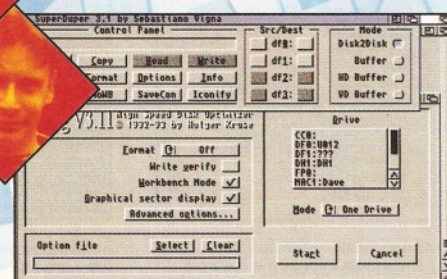 SuperDuper 3.1 by Sebastiano Vigna
Control Panel
Src/Dest
Mode
Copy Read Write
Format Options Info
SaveCon Iconify
df0:
df1:
df2:
df3:
Disk2Disk
Buffer
HD Buffer
VD Buffer
V3.11 High Speed Disk Optimizer
© 1992-93 by Holger Kruse
Format Off
Write verify
Workbench Mode
Graphical sector display
Advanced options...
Drive
CC0:
DF0:U012
DF1:???
DH1:DH1
FP0:
MAC1:Dave
Mode One Drive
Option file Select Clear
Start Cancel